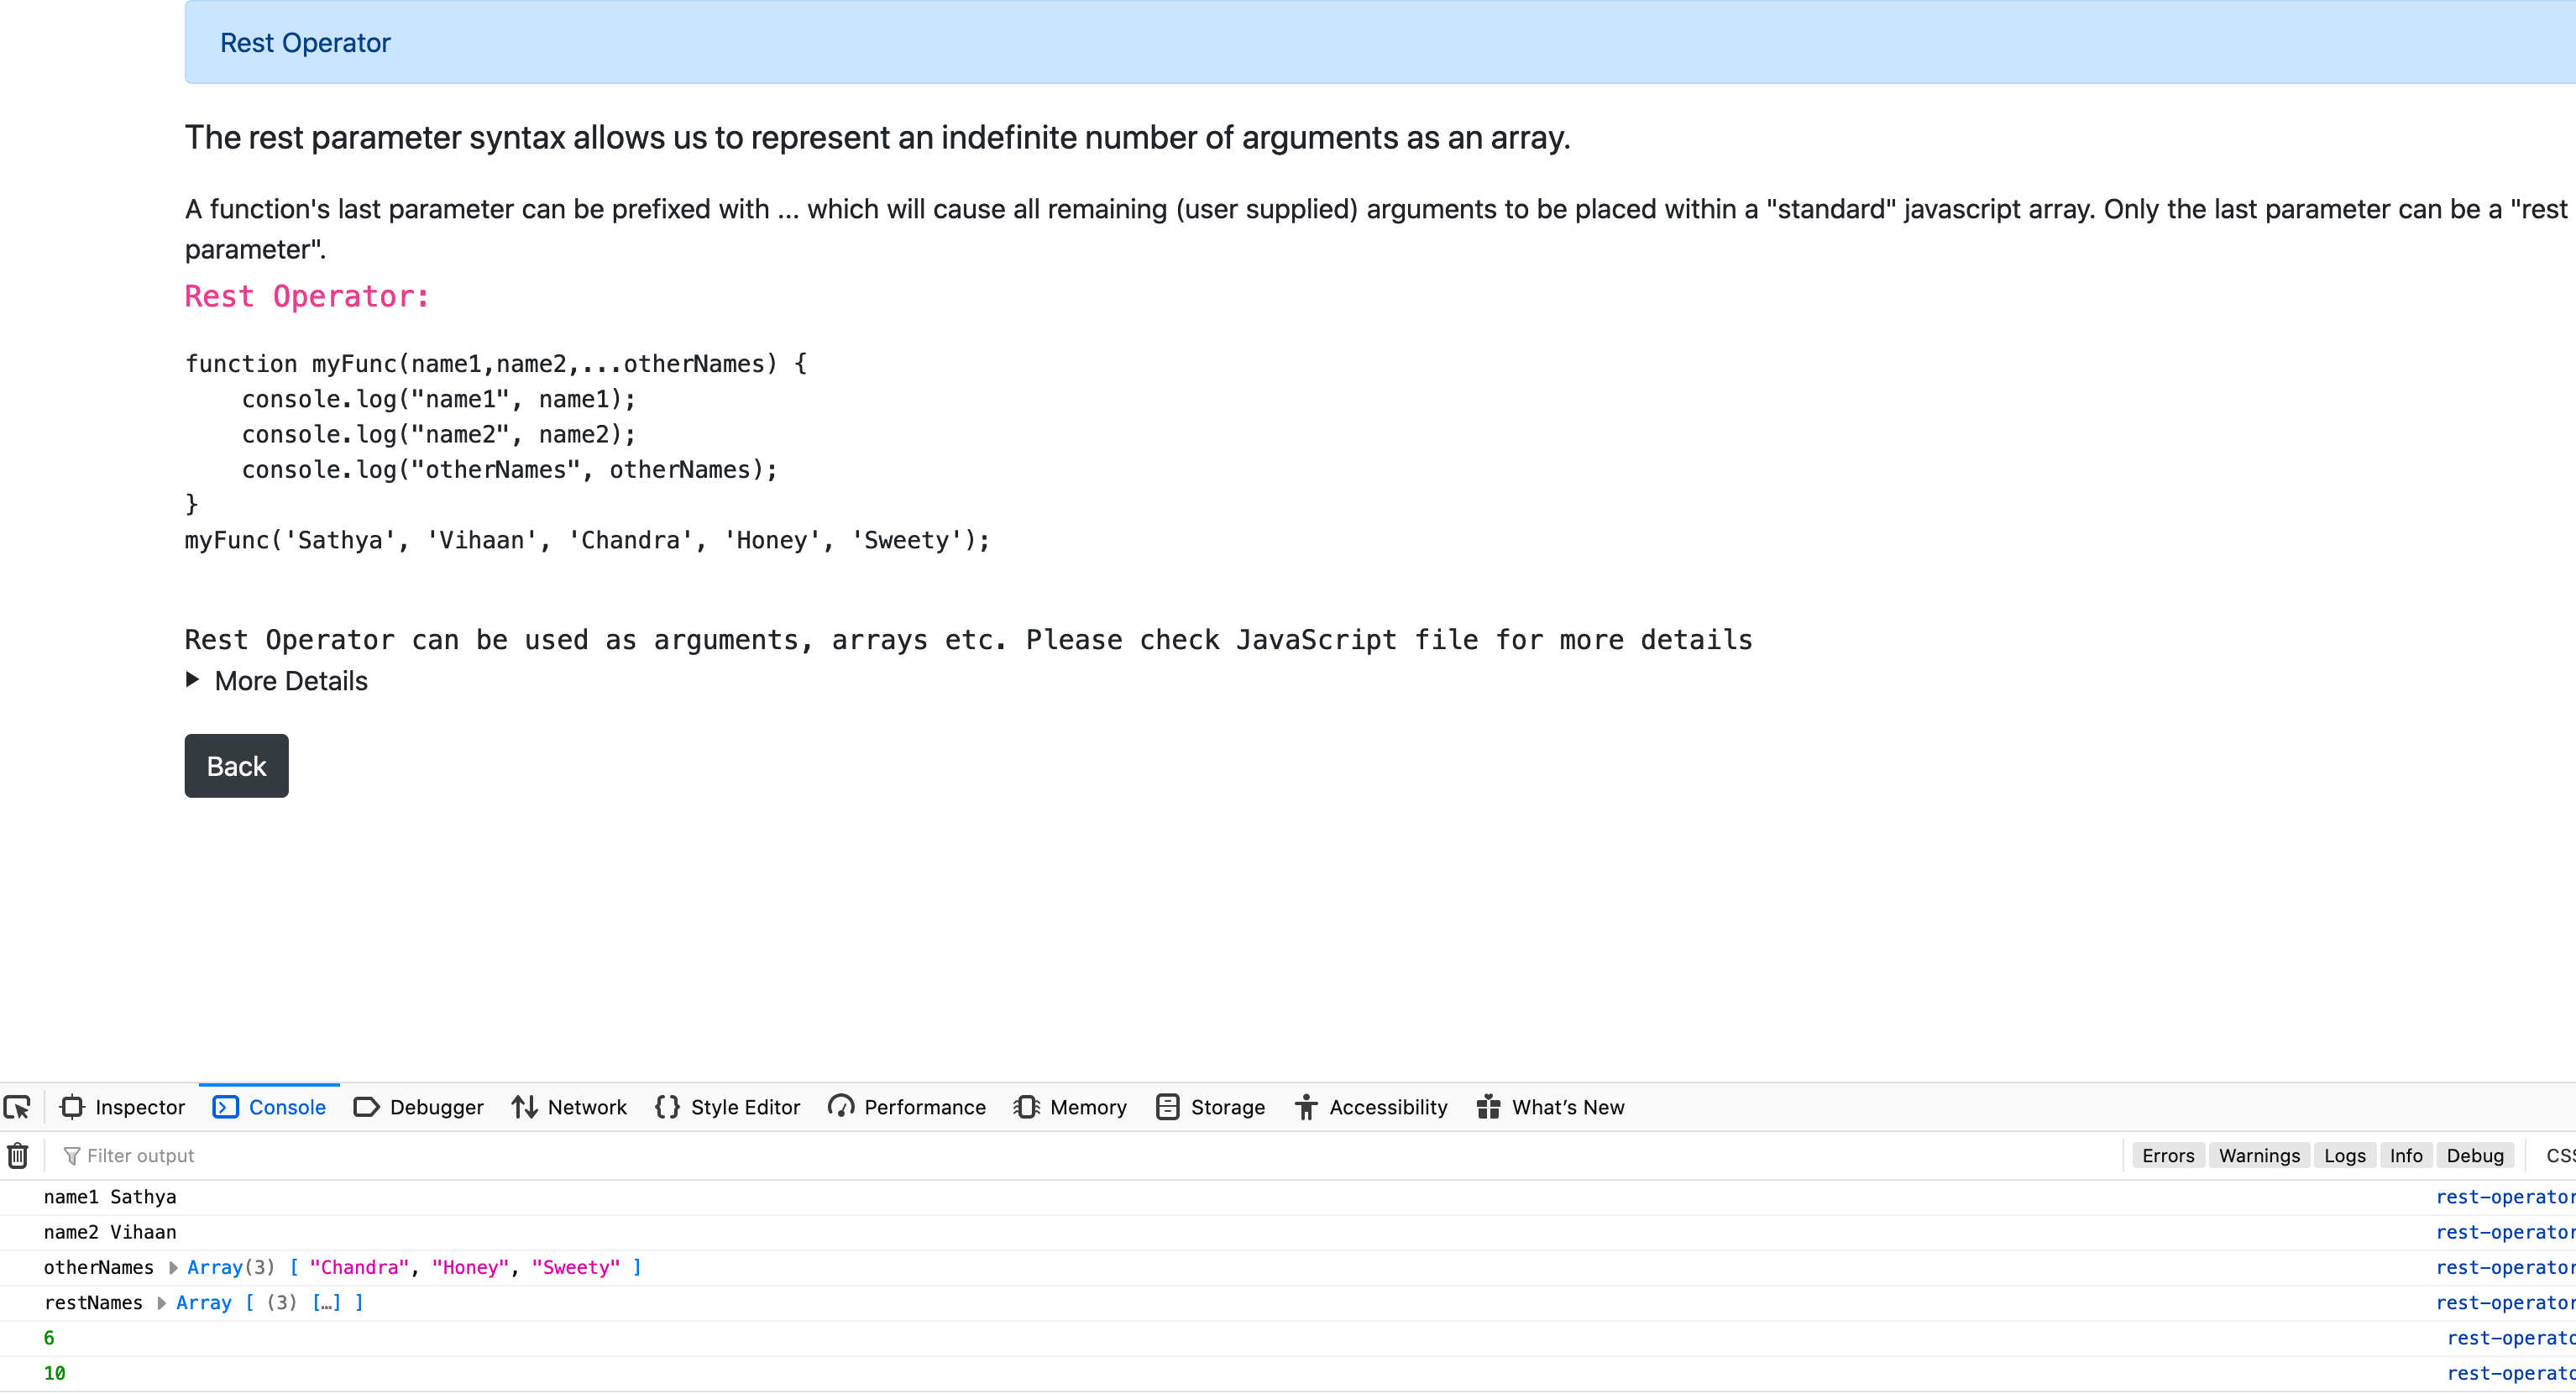 Rest Operator
The rest parameter syntax allows us to represent an indefinite number of arguments as an array.
A function's last parameter can be prefixed with ... which will cause all remaining (user supplied) arguments to be placed within a "standard" javascript array. Only the last parameter can be a "rest
parameter".
Rest Operator:
function myFunc(name1,name2,...otherNames) {
    console.log("name1", name1);
    console.log("name2", name2);
    console.log("otherNames", otherNames);
}
myFunc('Sathya', 'Vihaan', 'Chandra', 'Honey', 'Sweety');
Rest Operator can be used as arguments, arrays etc. Please check JavaScript file for more details
More Details
Back
Inspector Console Debugger Network Style Editor Performance Memory Storage Accessibility What's New
Filter output Errors Warnings Logs Info Debug CSS
name1 Sathya rest-operator
name2 Vihaan rest-operator
otherNames Array(3) [ "Chandra", "Honey", "Sweety" ] rest-operator
restNames Array [ (3) […] ] rest-operator
6 rest-operato
10 rest-operato